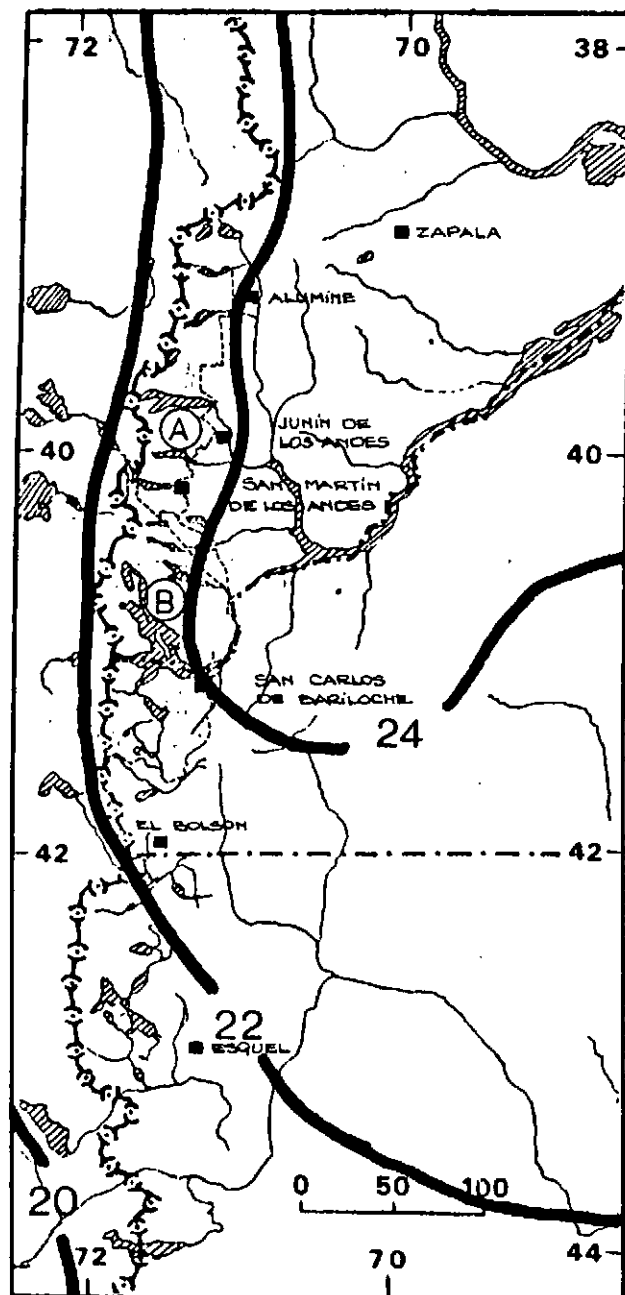 72
70
38
ZAPALA
ALUMINE
A
JUNIN DE
LOS ANDES
40
40
SAN MARTÍN
DE LOS ANDES
B
SAN CARLOS
DE BARILOCHE
24
EL BOLSON
42
42
22
ESQUEL
0 50 100
20
72
70
44